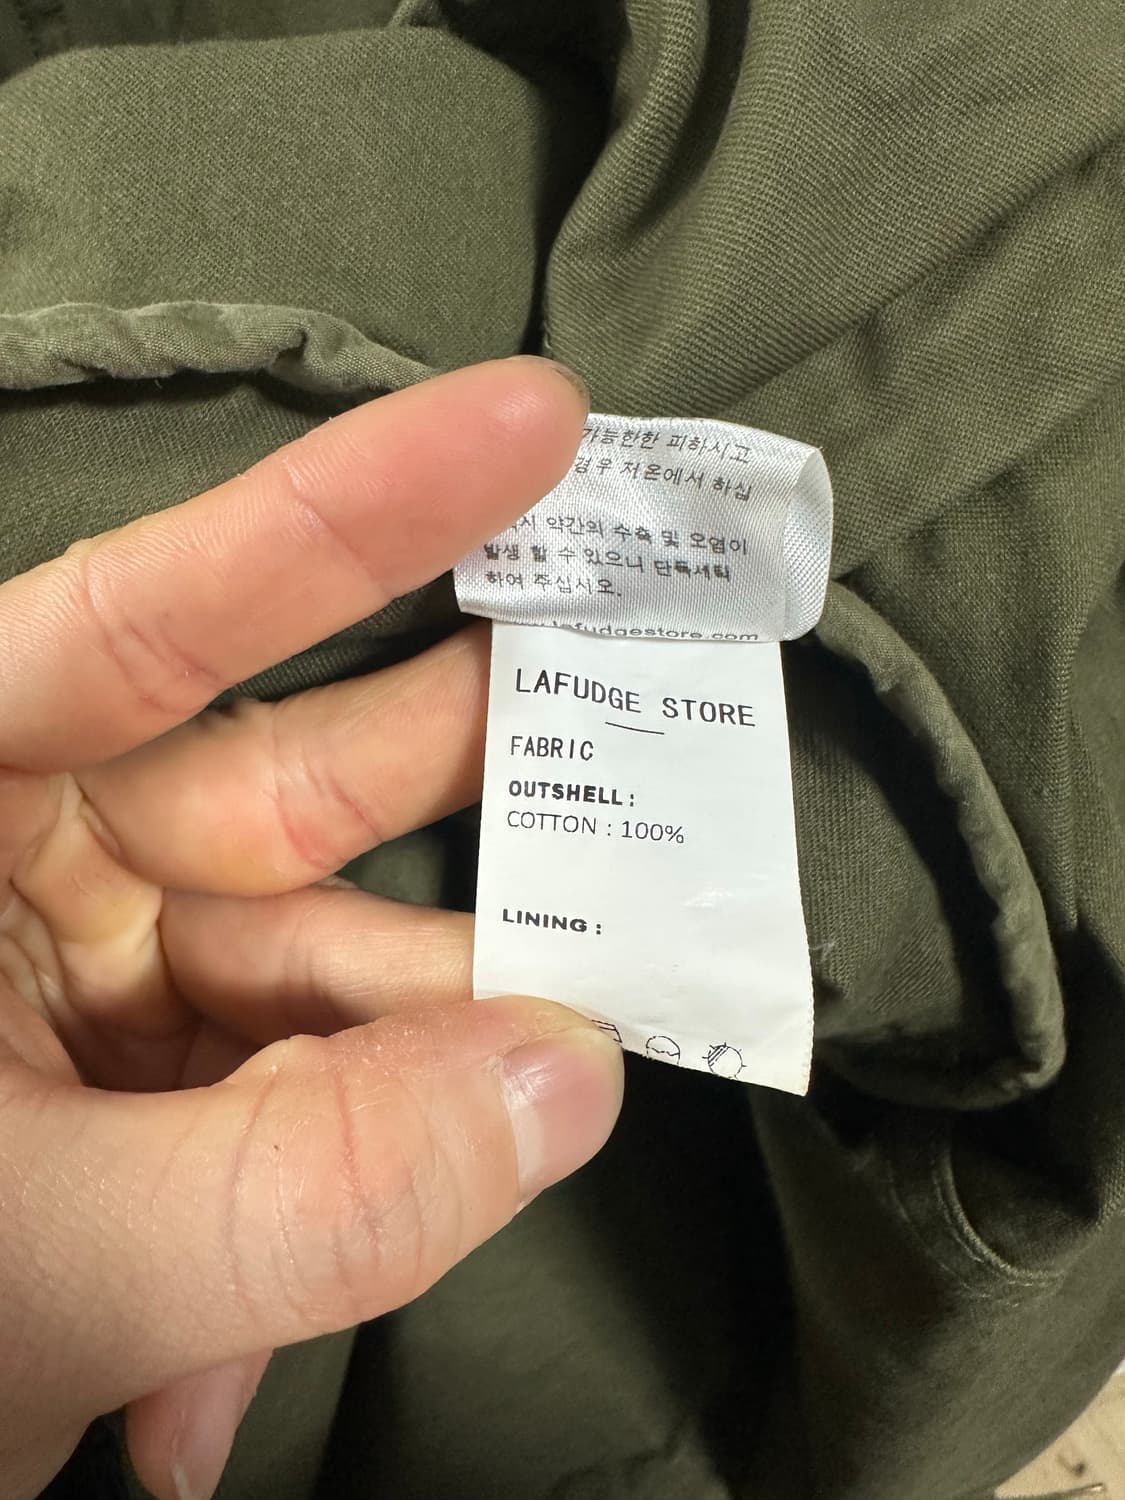 가능한한 피하시고
경우 저온에서 하십
약간의 수축 및 오염이
발생 할 수 있으니 단독세탁
하여 주십시오.
lafudgestore.com
LAFUDGE STORE
FABRIC
OUTSHELL:
COTTON : 100%
LINING :